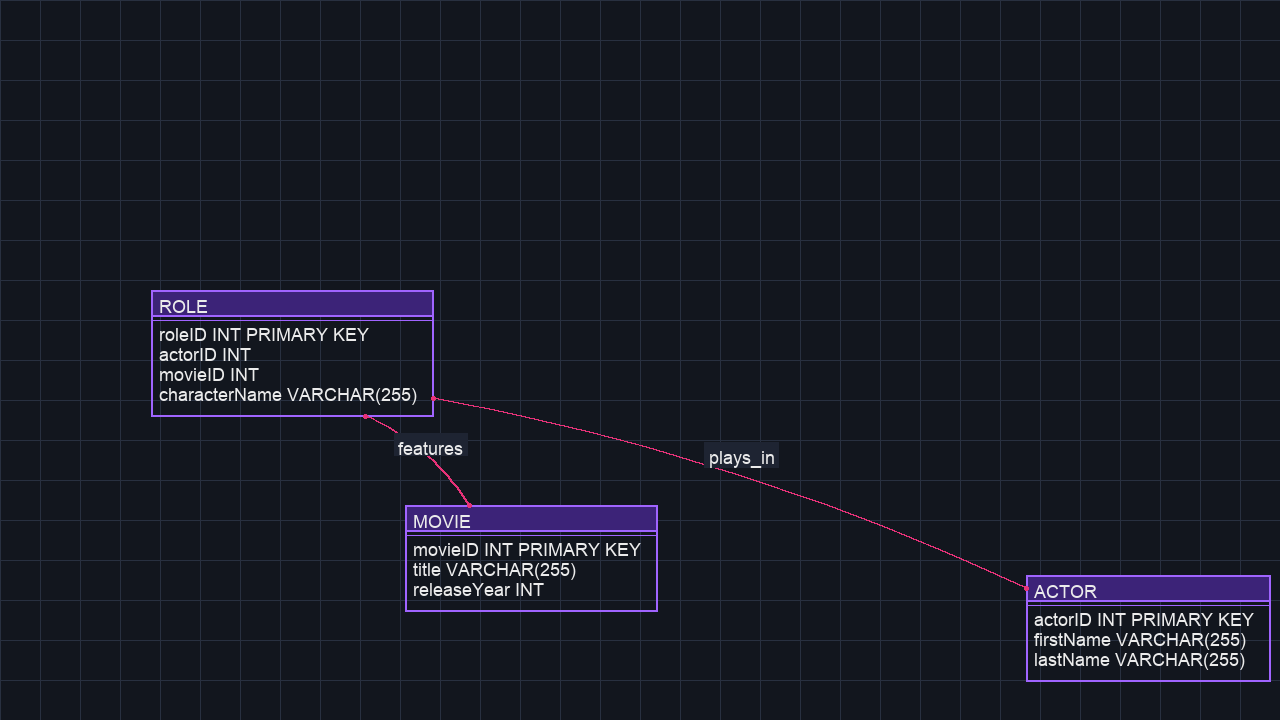 ROLE
roleID INT PRIMARY KEY
actorID INT
movieID INT
characterName VARCHAR(255)
features
plays_in
MOVIE
movieID INT PRIMARY KEY
title VARCHAR(255)
releaseYear INT
ACTOR
actorID INT PRIMARY KEY
firstName VARCHAR(255)
lastName VARCHAR(255)